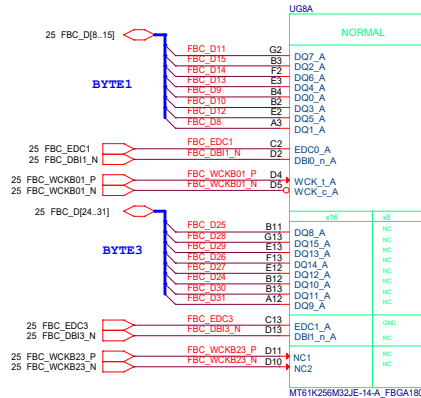 UG8A
NORMAL
25 FBC_D[8..15]
BYTE1
FBC_D11 G2 DQ7_A
FBC_D15 B3 DQ2_A
FBC_D14 F2 DQ6_A
FBC_D13 E3 DQ4_A
FBC_D9 B4 DQ0_A
FBC_D10 B2 DQ3_A
FBC_D12 E2 DQ5_A
FBC_D8 A3 DQ1_A
25 FBC_EDC1 FBC_EDC1 C2 EDC0_A
25 FBC_DBI1_N FBC_DBI1_N D2 DBI0_n_A
25 FBC_WCKB01_P FBC_WCKB01_P D4 WCK_t_A
25 FBC_WCKB01_N FBC_WCKB01_N D5 WCK_c_A
25 FBC_D[24..31]
BYTE3
x16 x8
FBC_D25 B11 DQ8_A NC
FBC_D28 G13 DQ15_A NC
FBC_D29 E13 DQ13_A NC
FBC_D26 F13 DQ14_A NC
FBC_D27 E12 DQ12_A NC
FBC_D24 B12 DQ10_A NC
FBC_D30 B13 DQ11_A NC
FBC_D31 A12 DQ9_A NC
25 FBC_EDC3 FBC_EDC3 C13 EDC1_A GND
25 FBC_DBI3_N FBC_DBI3_N D13 DBI1_n_A NC
25 FBC_WCKB23_P FBC_WCKB23_P D11 NC1 NC
25 FBC_WCKB23_N FBC_WCKB23_N D10 NC2 NC
MT61K256M32JE-14-A_FBGA180